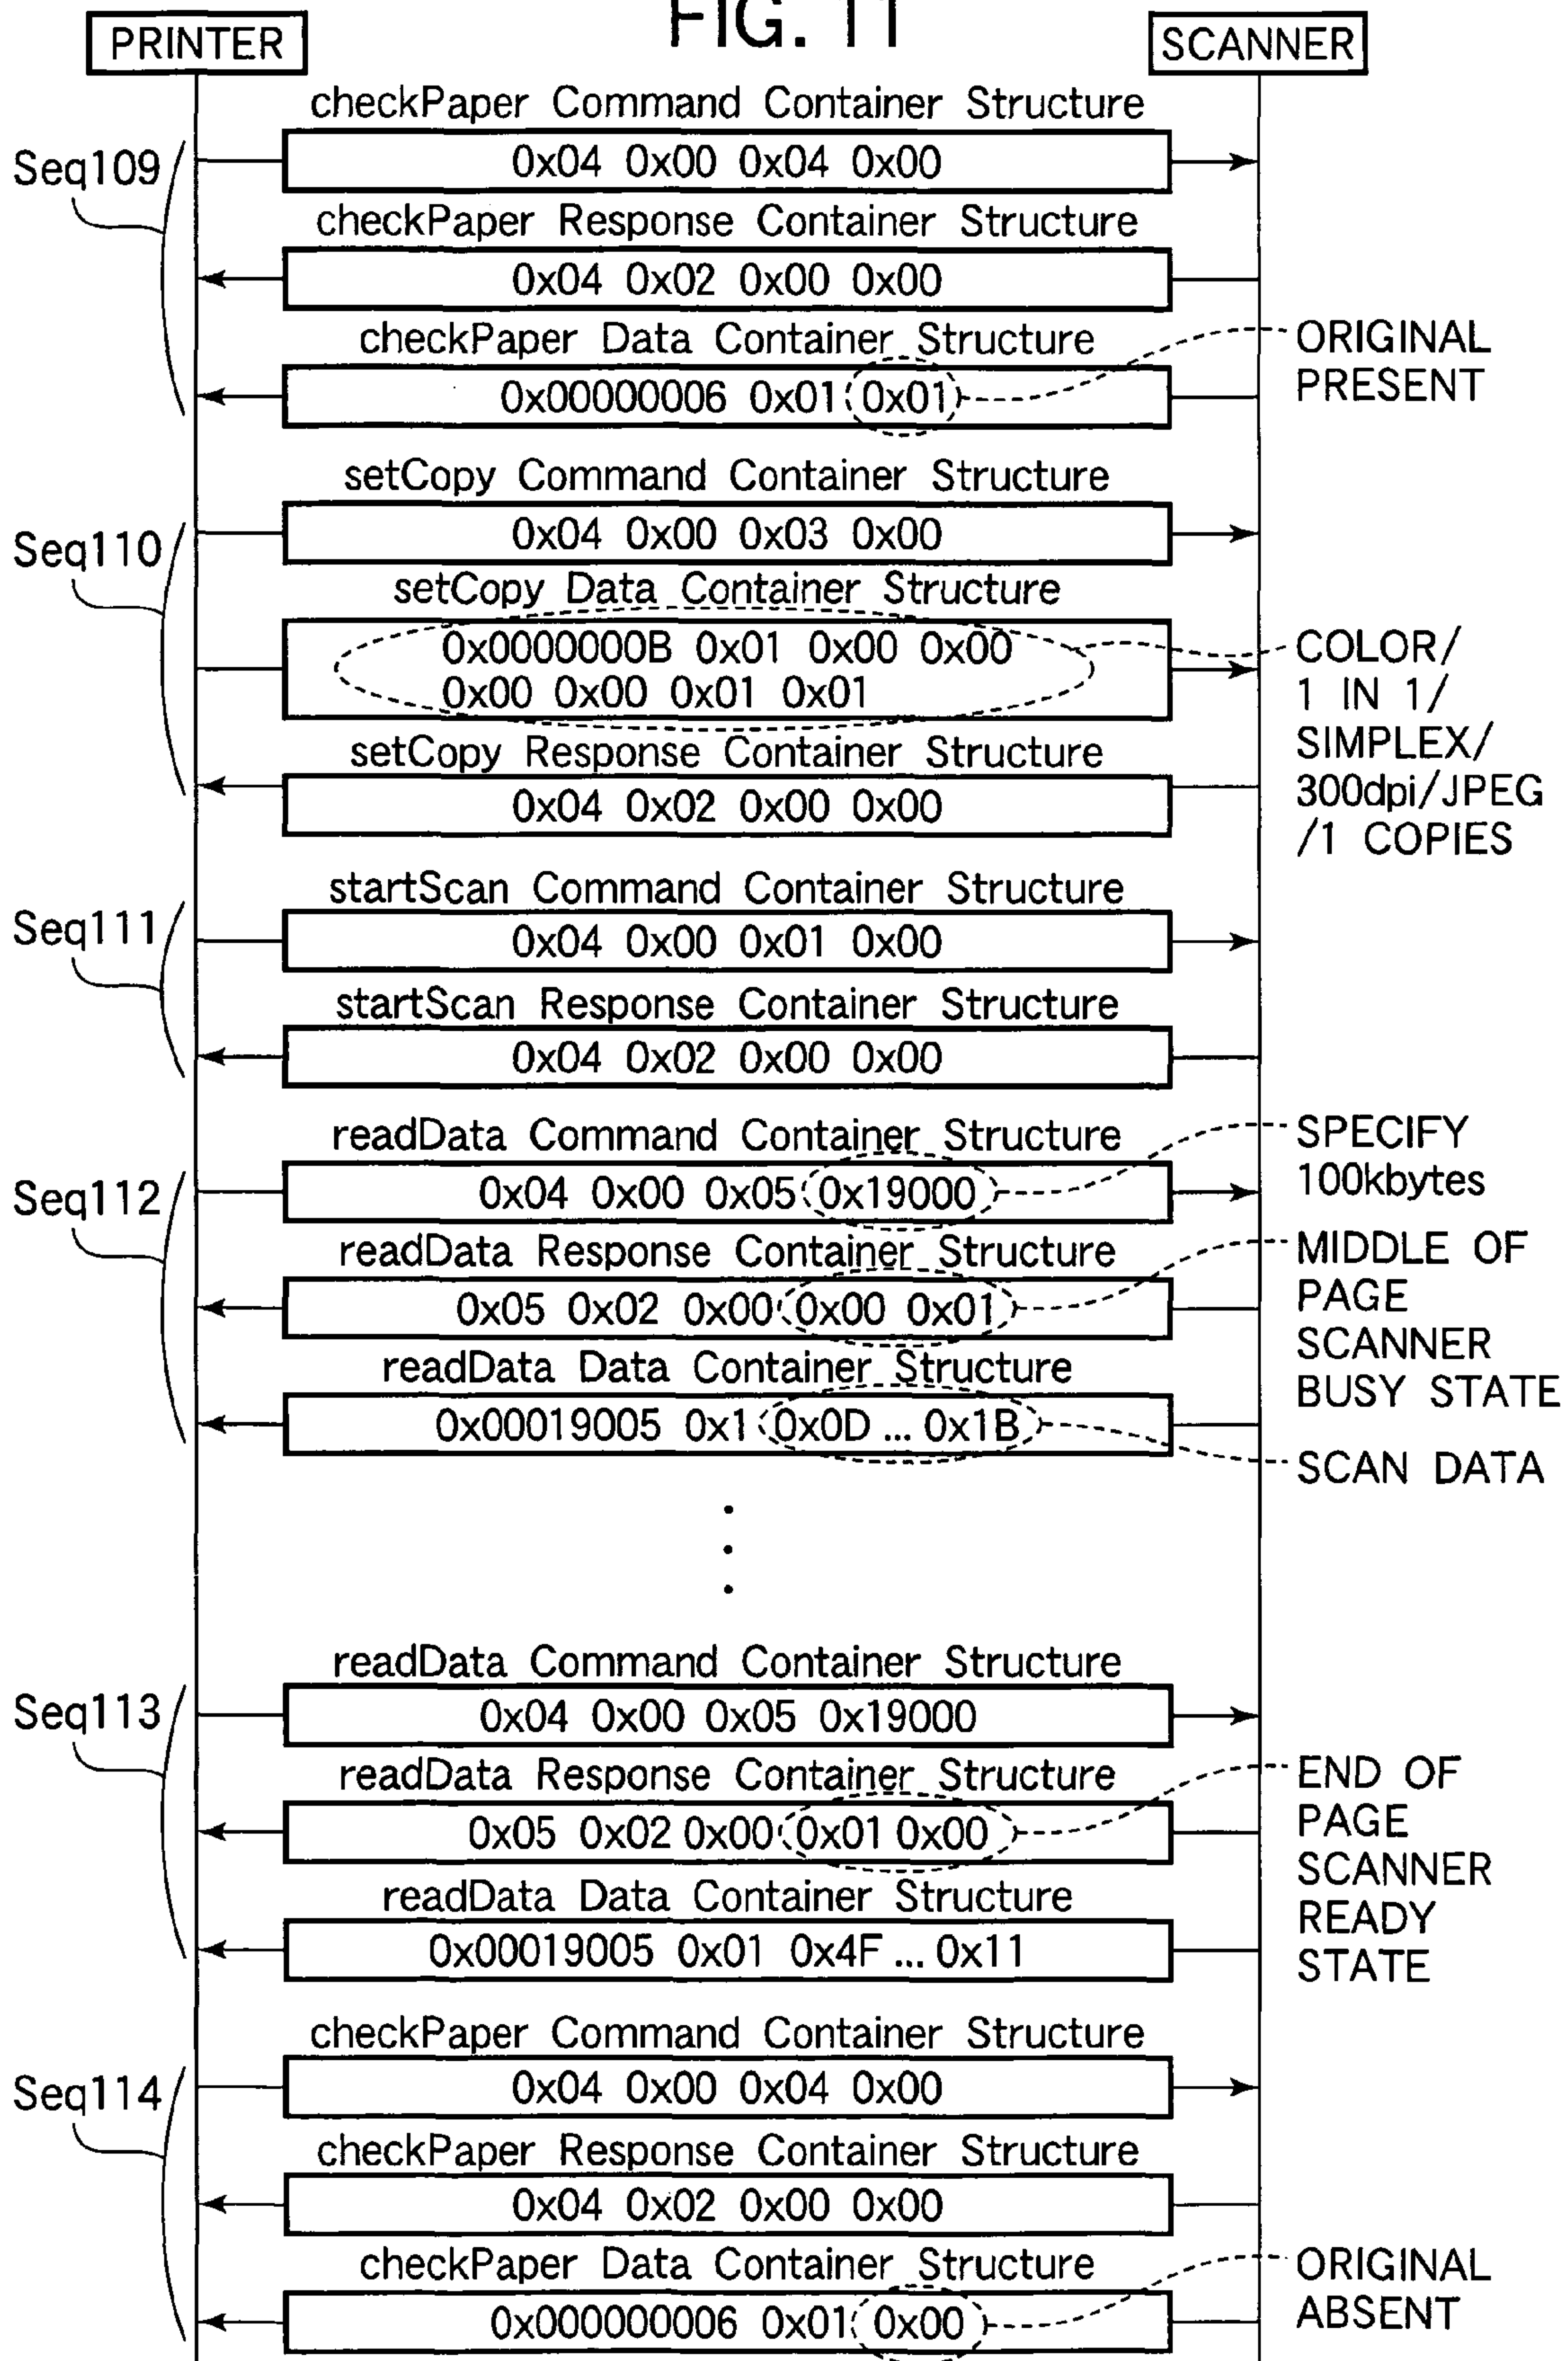 FIG. 11
PRINTER
SCANNER
checkPaper Command Container Structure
Seq109
0x04 0x00 0x04 0x00
checkPaper Response Container Structure
0x04 0x02 0x00 0x00
checkPaper Data Container Structure
0x00000006 0x01 0x01
ORIGINAL
PRESENT
setCopy Command Container Structure
Seq110
0x04 0x00 0x03 0x00
setCopy Data Container Structure
0x0000000B 0x01 0x00 0x00
0x00 0x00 0x01 0x01
COLOR/
1 IN 1/
SIMPLEX/
300dpi/JPEG
/1 COPIES
setCopy Response Container Structure
0x04 0x02 0x00 0x00
startScan Command Container Structure
Seq111
0x04 0x00 0x01 0x00
startScan Response Container Structure
0x04 0x02 0x00 0x00
readData Command Container Structure
Seq112
0x04 0x00 0x05 0x19000
SPECIFY
100kbytes
readData Response Container Structure
0x05 0x02 0x00 0x00 0x01
MIDDLE OF
PAGE
SCANNER
BUSY STATE
readData Data Container Structure
0x00019005 0x1 0x0D ... 0x1B
SCAN DATA
readData Command Container Structure
Seq113
0x04 0x00 0x05 0x19000
readData Response Container Structure
0x05 0x02 0x00 0x01 0x00
END OF
PAGE
SCANNER
READY
STATE
readData Data Container Structure
0x00019005 0x01 0x4F ... 0x11
checkPaper Command Container Structure
Seq114
0x04 0x00 0x04 0x00
checkPaper Response Container Structure
0x04 0x02 0x00 0x00
checkPaper Data Container Structure
0x000000006 0x01 0x00
ORIGINAL
ABSENT